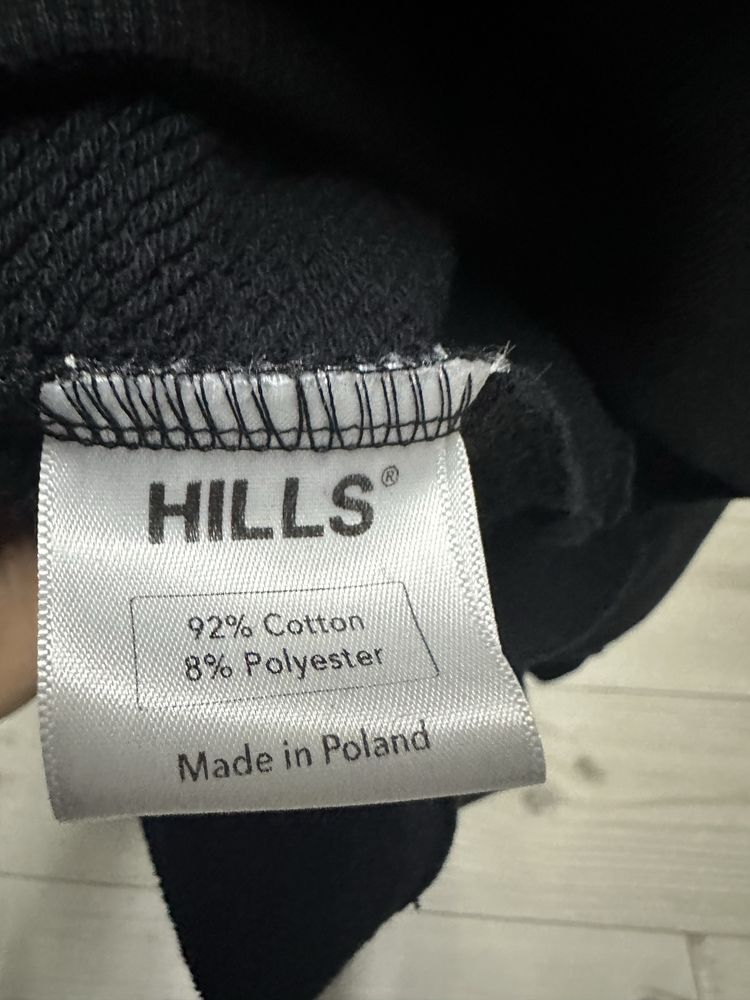 HILLS®
92% Cotton
8% Polyester
Made in Poland